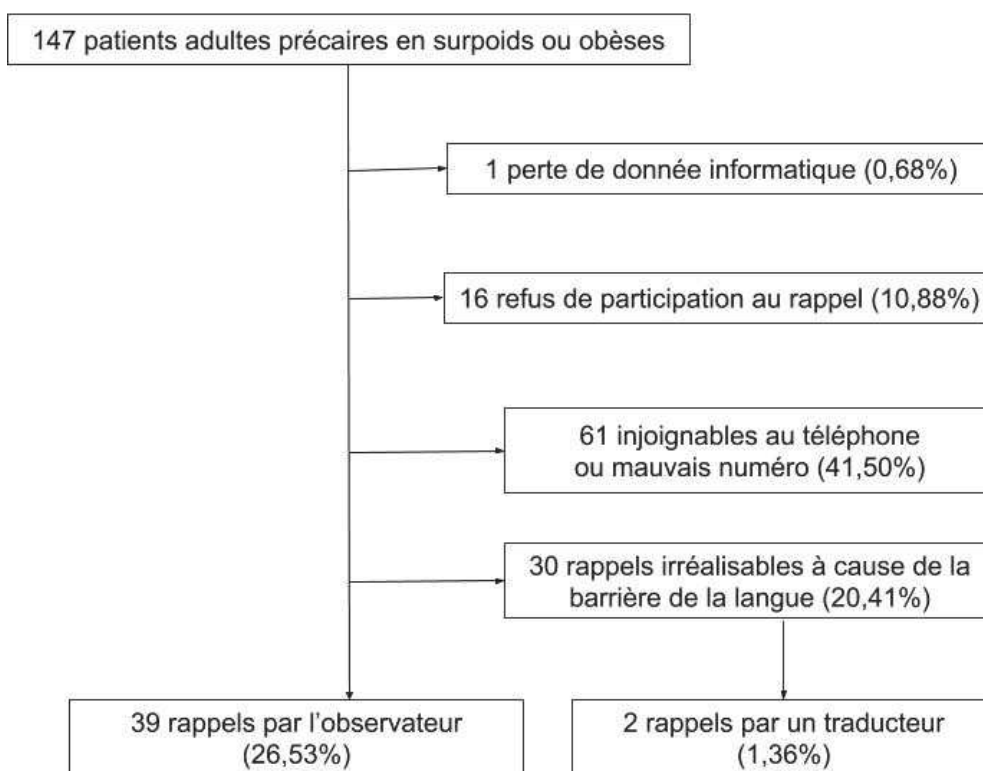 147 patients adultes précaires en surpoids ou obèses
1 perte de donnée informatique (0,68%)
16 refus de participation au rappel (10,88%)
61 injoignables au téléphone
ou mauvais numéro (41,50%)
30 rappels irréalisables à cause de la
barrière de la langue (20,41%)
39 rappels par l’observateur
(26,53%)
2 rappels par un traducteur
(1,36%)